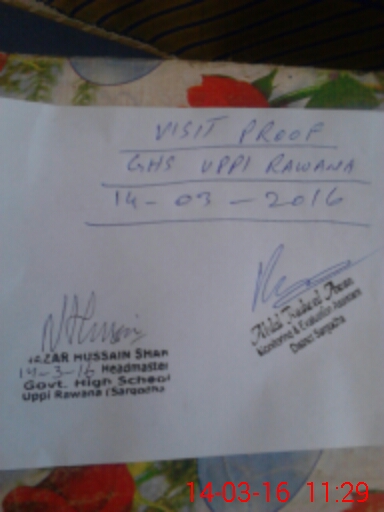 VISIT PROOF
GHS UPPI RAWANA
14-03-2016
HUSSAIN SHAH
14-3-16 Headmaster
Govt. High School
Uppi Rawana (Sargodha
Abdul
Monitoring & Evaluation Assistant
District Sargodha
14-03-16 11:29